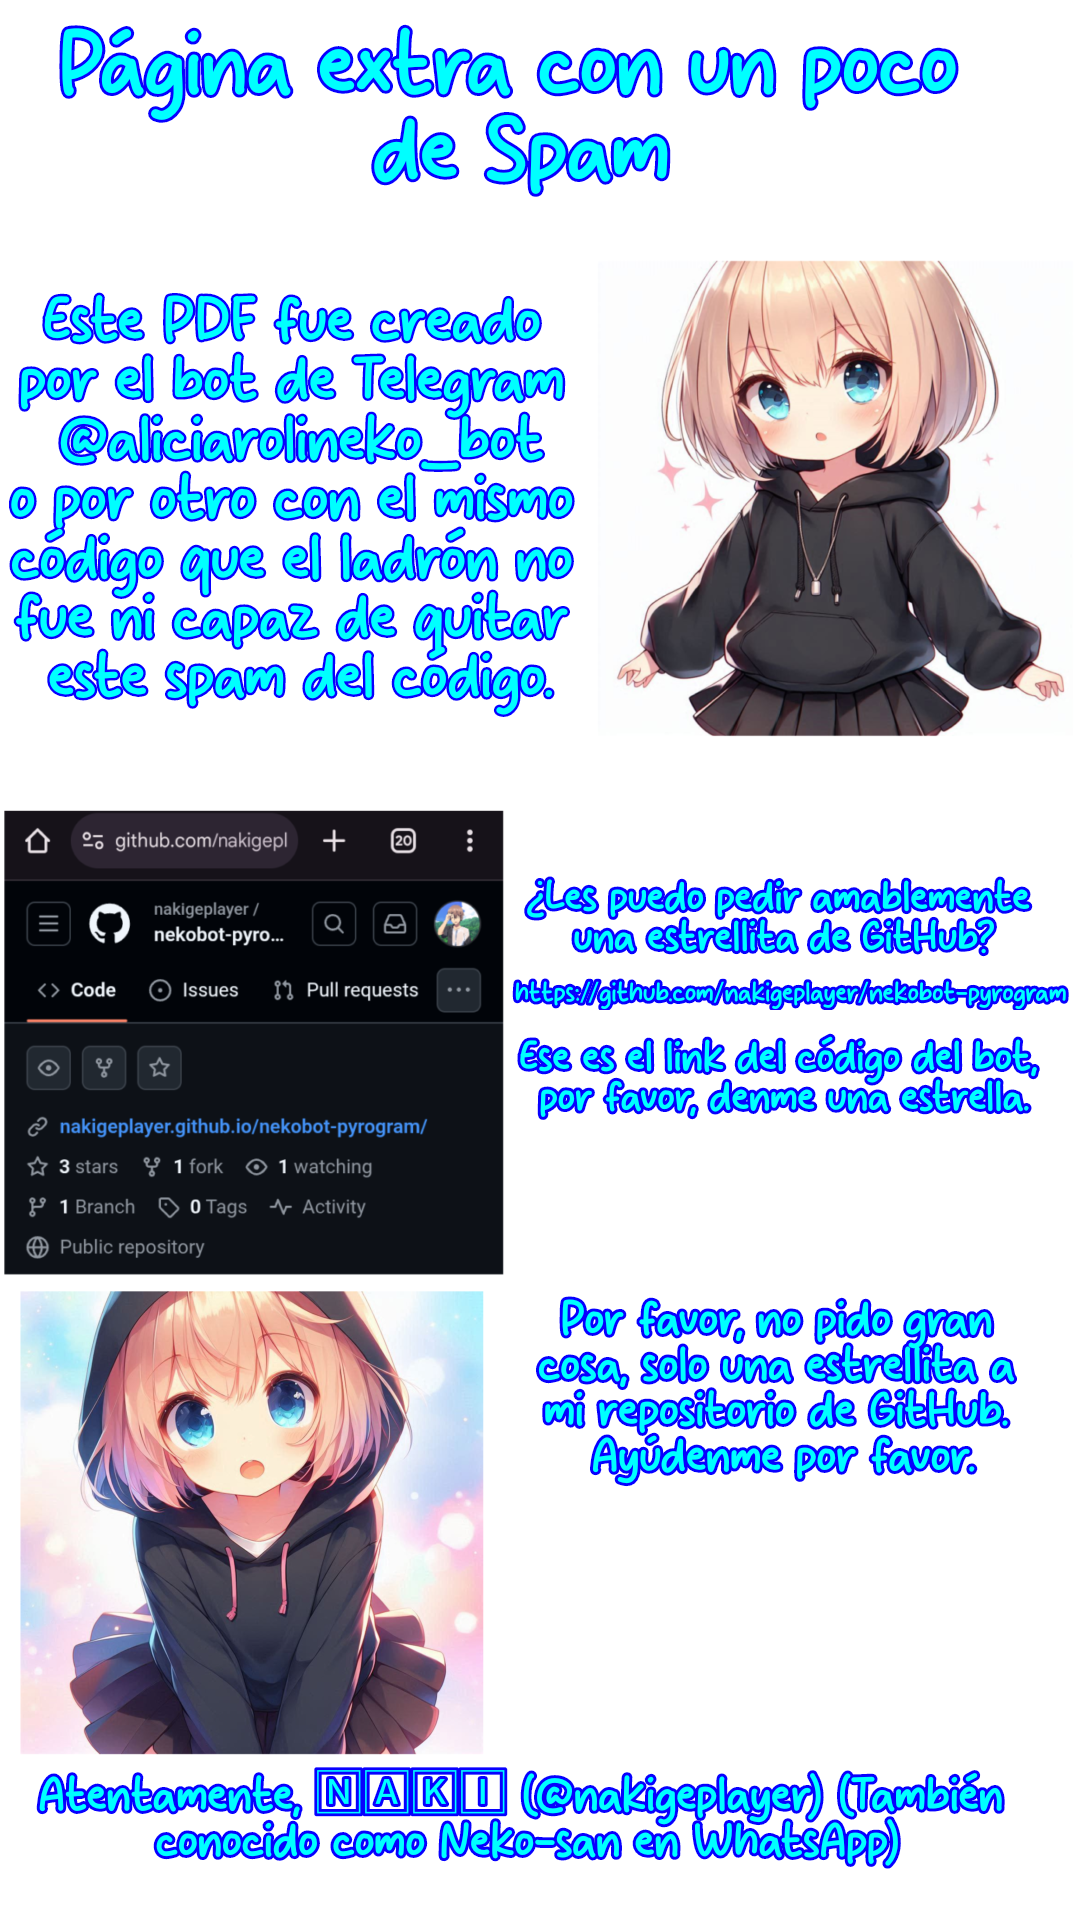 Página extra con un poco
de Spam
Este PDF fue creado
por el bot de Telegram
@aliciarolineko_bot
o por otro con el mismo
código que el ladrón no
fue ni capaz de quitar
este spam del código.
github.com/nakigepl
20
nakigeplayer /
nekobot-pyro...
Code
Issues
Pull requests
nakigeplayer.github.io/nekobot-pyrogram/
3 stars
1 fork
1 watching
1 Branch
0 Tags
Activity
Public repository
¿Les puedo pedir amablemente
una estrellita de GitHub?
https://github.com/nakigeplayer/nekobot-pyrogram
Ese es el link del código del bot,
por favor, denme una estrella.
Por favor, no pido gran
cosa, solo una estrellita a
mi repositorio de GitHub.
Ayúdenme por favor.
Atentamente, 🄽🄰🄺🄸 (@nakigeplayer) (También
conocido como Neko-san en WhatsApp)